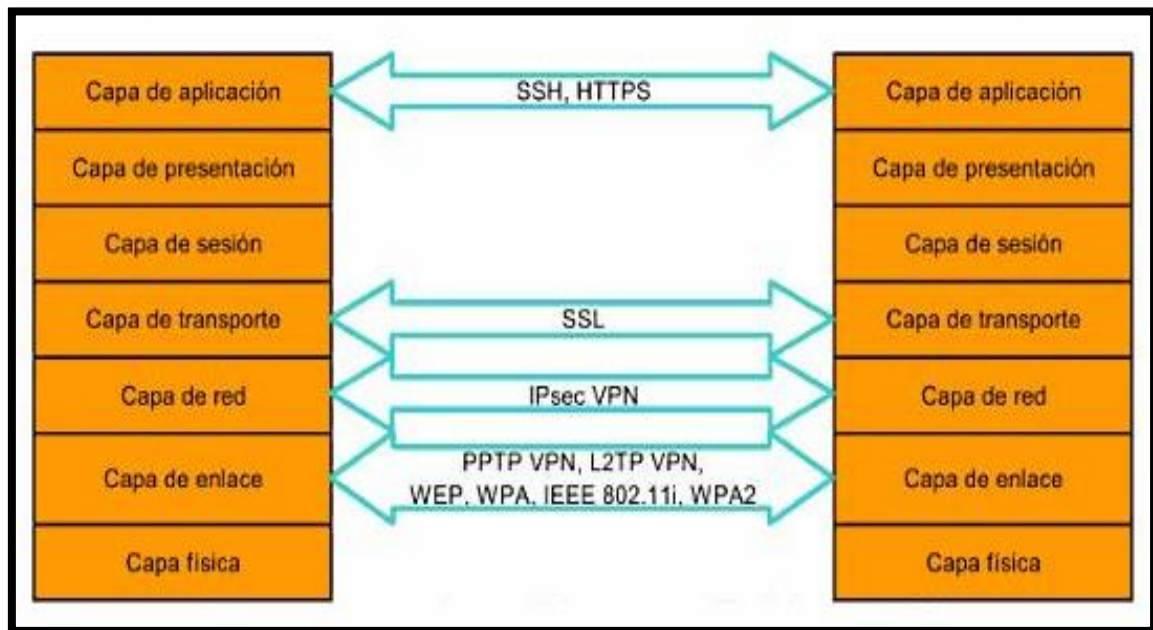 Capa de aplicación
SSH, HTTPS
Capa de aplicación
Capa de presentación
Capa de presentación
Capa de sesión
Capa de sesión
Capa de transporte
SSL
Capa de transporte
Capa de red
IPsec VPN
Capa de red
Capa de enlace
PPTP VPN, L2TP VPN,
WEP, WPA, IEEE 802.11i, WPA2
Capa de enlace
Capa física
Capa física